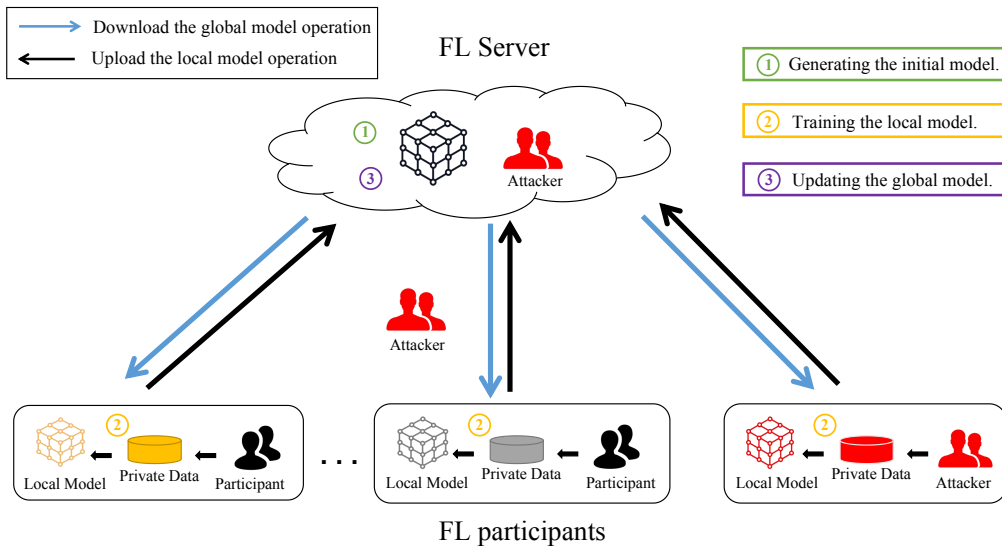 Download the global model operation
Upload the local model operation
FL Server
① Generating the initial model.
② Training the local model.
③ Updating the global model.
①
③
Attacker
Attacker
②
Local Model
Private Data
Participant
. . .
②
Local Model
Private Data
Participant
②
Local Model
Private Data
Attacker
FL participants